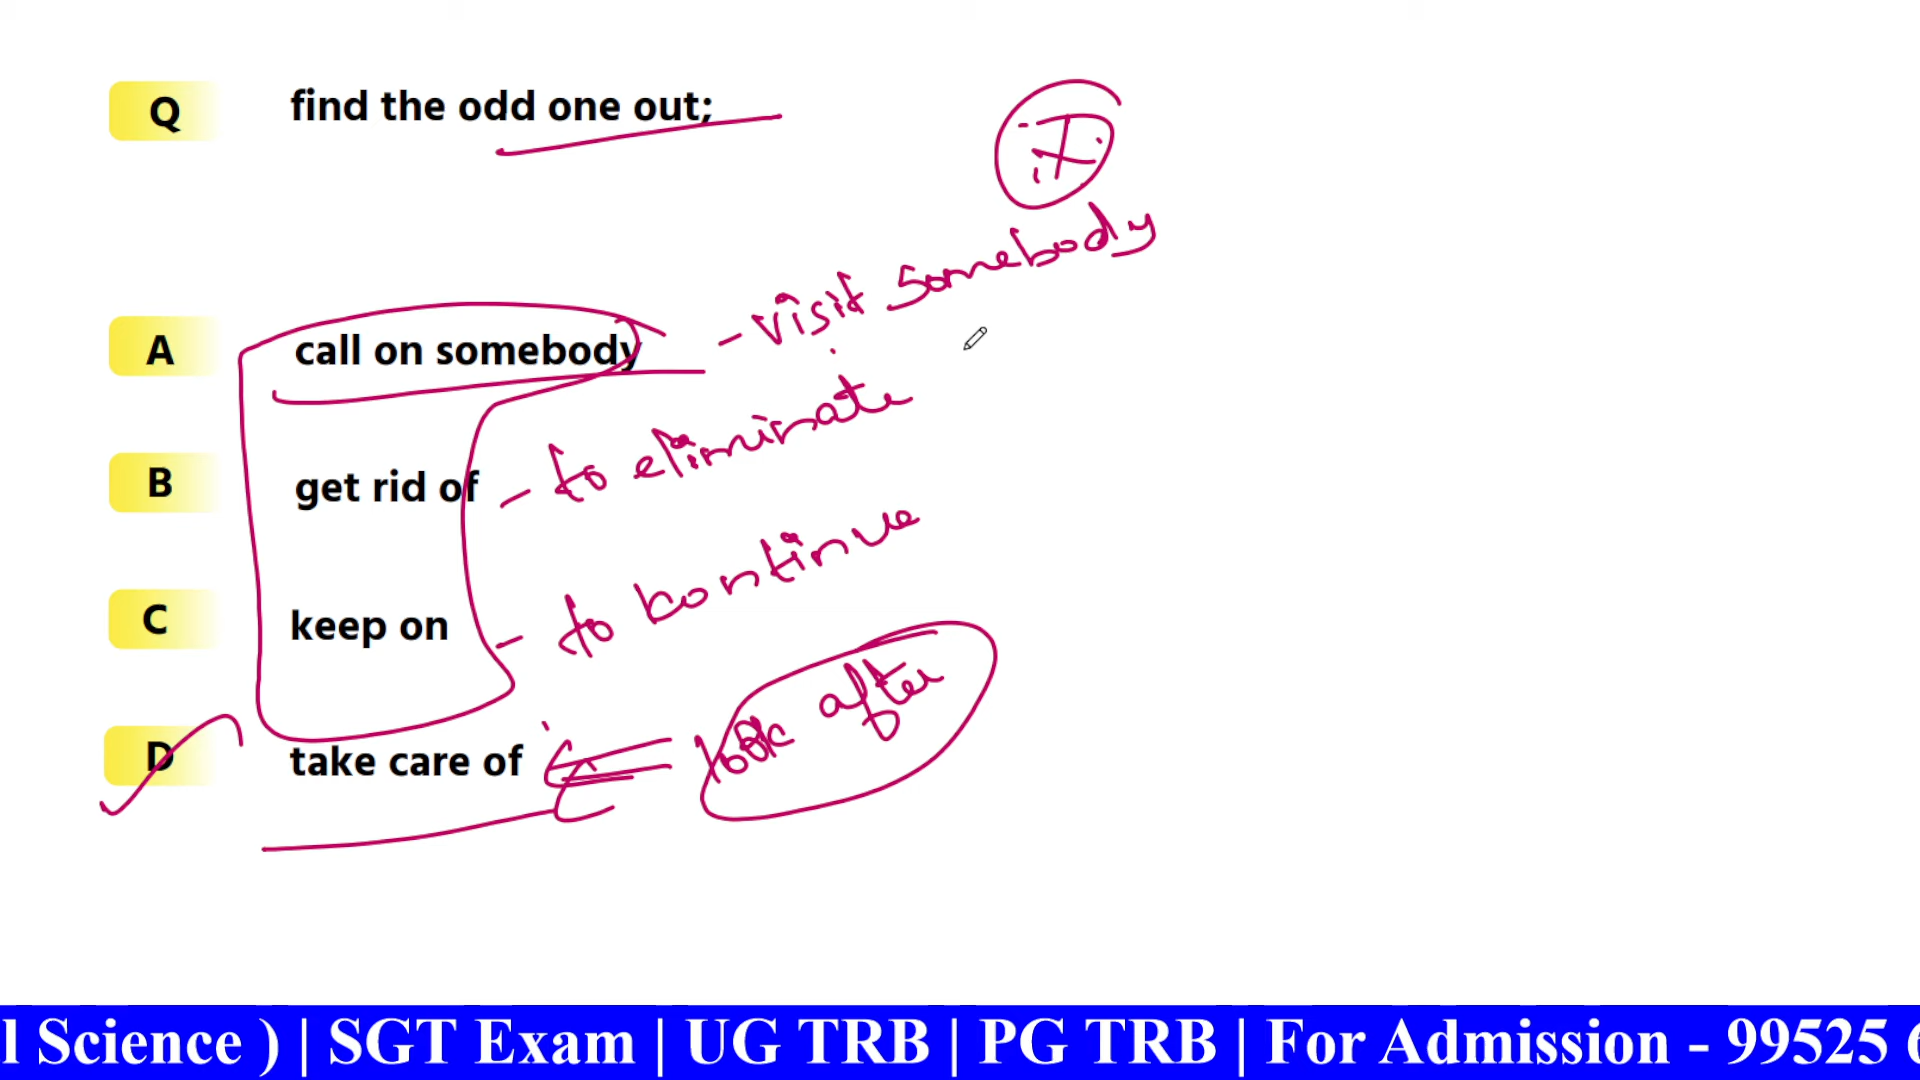 Q find the odd one out;
A call on somebody - visit somebody
B get rid of - to eliminate
C keep on - to continue
D take care of look after
l Science ) | SGT Exam | UG TRB | PG TRB | For Admission - 99525 6